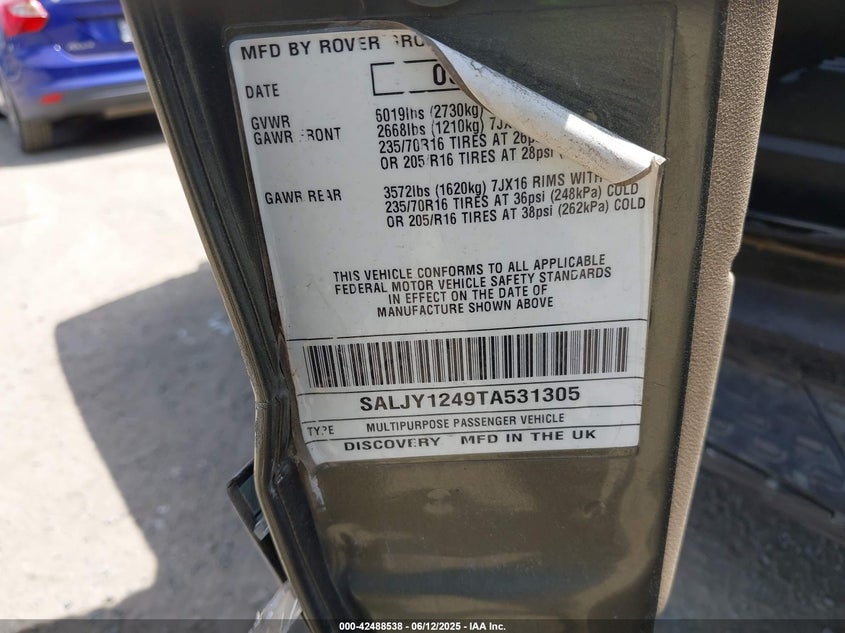 MFD BY ROVER GRO
DATE 0
GVWR 6019lbs (2730kg)
GAWR FRONT 2668lbs (1210kg) 7JX
235/70R16 TIRES AT 26p
OR 205/R16 TIRES AT 28psi (
GAWR REAR 3572lbs (1620kg) 7JX16 RIMS WITH
235/70R16 TIRES AT 36psi (248kPa) COLD
OR 205/R16 TIRES AT 38psi (262kPa) COLD
THIS VEHICLE CONFORMS TO ALL APPLICABLE
FEDERAL MOTOR VEHICLE SAFETY STANDARDS
IN EFFECT ON THE DATE OF
MANUFACTURE SHOWN ABOVE
SALJY1249TA531305
TYPE MULTIPURPOSE PASSENGER VEHICLE
DISCOVERY MFD IN THE UK
000-42488538 - 06/12/2025 - IAA Inc.